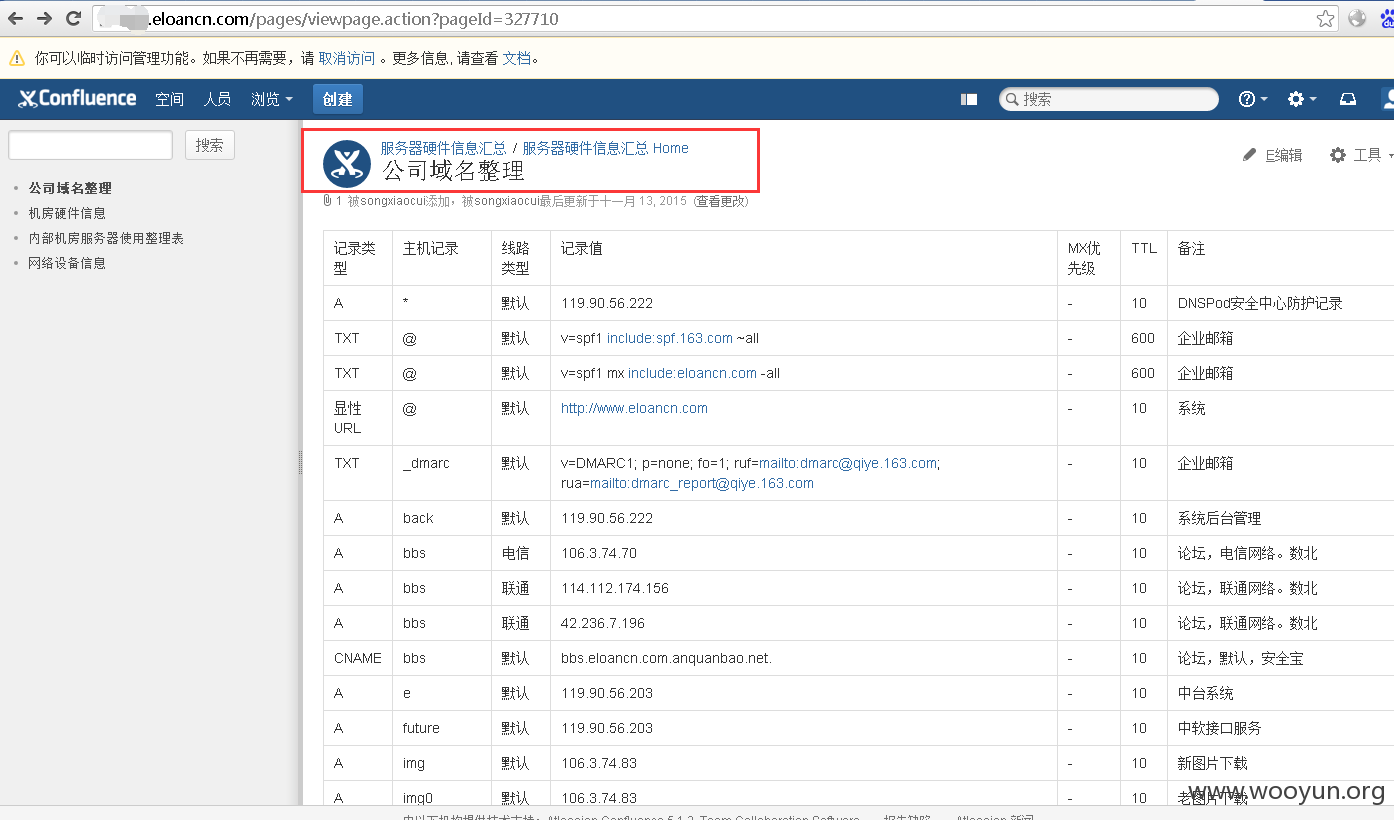 .eloancn.com/pages/viewpage.action?pageId=327710
你可以临时访问管理功能。如果不再需要，请 取消访问 。更多信息, 请查看 文档。
Confluence 空间 人员 浏览 创建 搜索
搜索
公司域名整理
机房硬件信息
内部机房服务器使用整理表
网络设备信息
服务器硬件信息汇总 / 服务器硬件信息汇总 Home
公司域名整理
E编辑 工具
1 被songxiaocui添加，被songxiaocui最后更新于十一月 13, 2015 (查看更改)
记录类型 主机记录 线路类型 记录值 MX优先级 TTL 备注
A * 默认 119.90.56.222 - 10 DNSPod安全中心防护记录
TXT @ 默认 v=spf1 include:spf.163.com ~all - 600 企业邮箱
TXT @ 默认 v=spf1 mx include:eloancn.com -all - 600 企业邮箱
显性URL @ 默认 http://www.eloancn.com - 10 系统
TXT _dmarc 默认 v=DMARC1; p=none; fo=1; ruf=mailto:dmarc@qiye.163.com; - 10 企业邮箱
rua=mailto:dmarc_report@qiye.163.com
A back 默认 119.90.56.222 - 10 系统后台管理
A bbs 电信 106.3.74.70 - 10 论坛，电信网络。数北
A bbs 联通 114.112.174.156 - 10 论坛，联通网络。数北
A bbs 联通 42.236.7.196 - 10 论坛，联通网络。数北
CNAME bbs 默认 bbs.eloancn.com.anquanbao.net. - 10 论坛，默认，安全宝
A e 默认 119.90.56.203 - 10 中台系统
A future 默认 119.90.56.203 - 10 中软接口服务
A img 默认 106.3.74.83 - 10 新图片下载
A img0 默认 106.3.74.83 - 10 老图片下载
www.wooyun.org